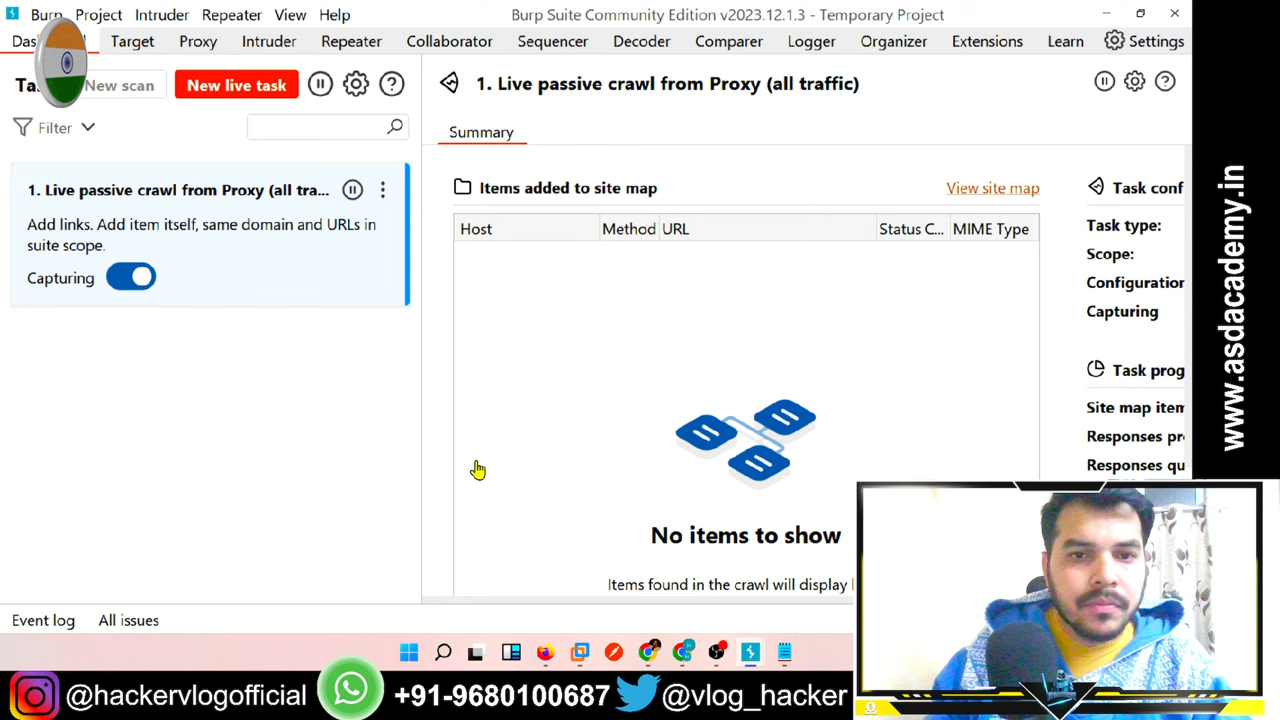 Burp Project Intruder Repeater View Help Burp Suite Community Edition v2023.12.1.3 - Temporary Project
Target Proxy Intruder Repeater Collaborator Sequencer Decoder Comparer Logger Organizer Extensions Learn Settings
New scan New live task
1. Live passive crawl from Proxy (all traffic)
Filter
Summary
1. Live passive crawl from Proxy (all tra...
Add links. Add item itself, same domain and URLs in
suite scope.
Capturing
Items added to site map View site map
Host Method URL Status C... MIME Type
No items to show
Items found in the crawl will display
Task conf
Task type:
Scope:
Configuration
Capturing
Task prog
Site map item
Responses pr
Responses qu
Event log All issues
www.asdacademy.in
@hackervlogofficial +91-9680100687 @vlog_hacker